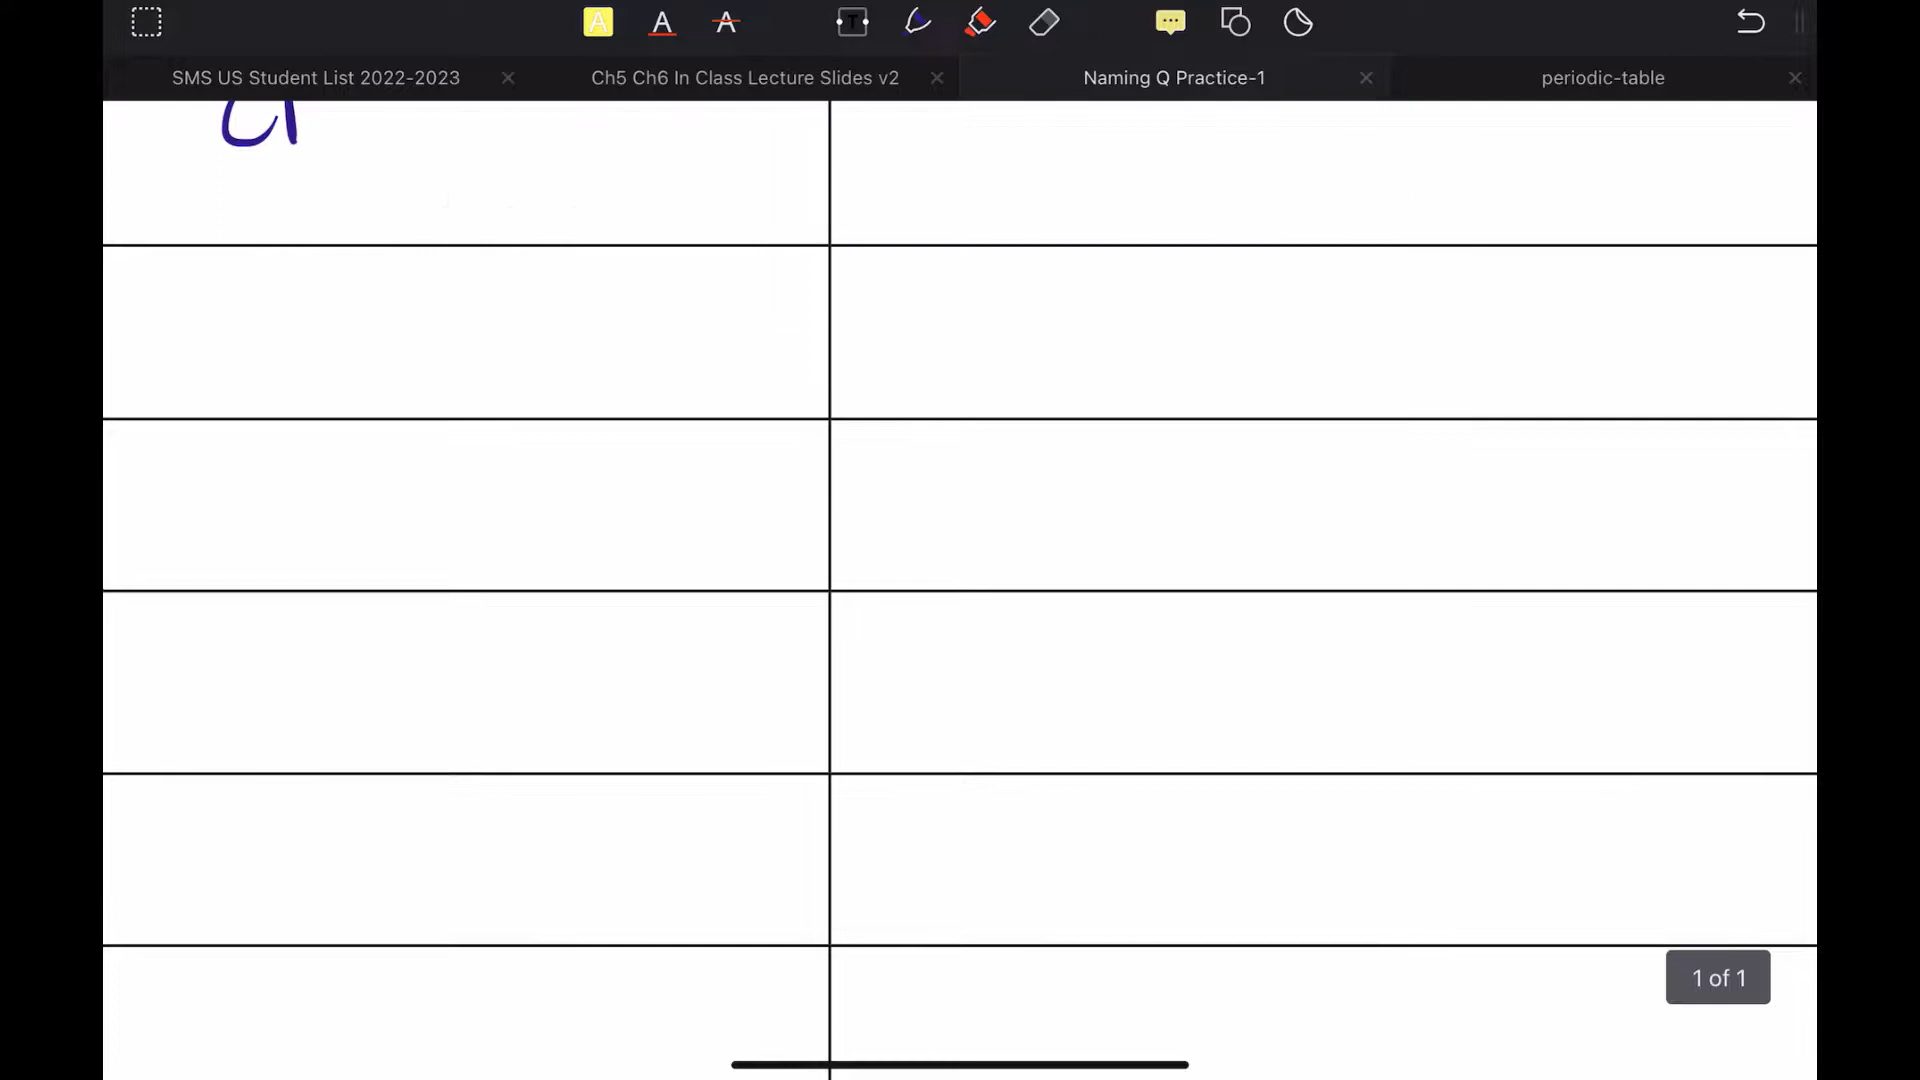 A A A T
SMS US Student List 2022-2023 Ch5 Ch6 In Class Lecture Slides v2 Naming Q Practice-1 periodic-table
1 of 1